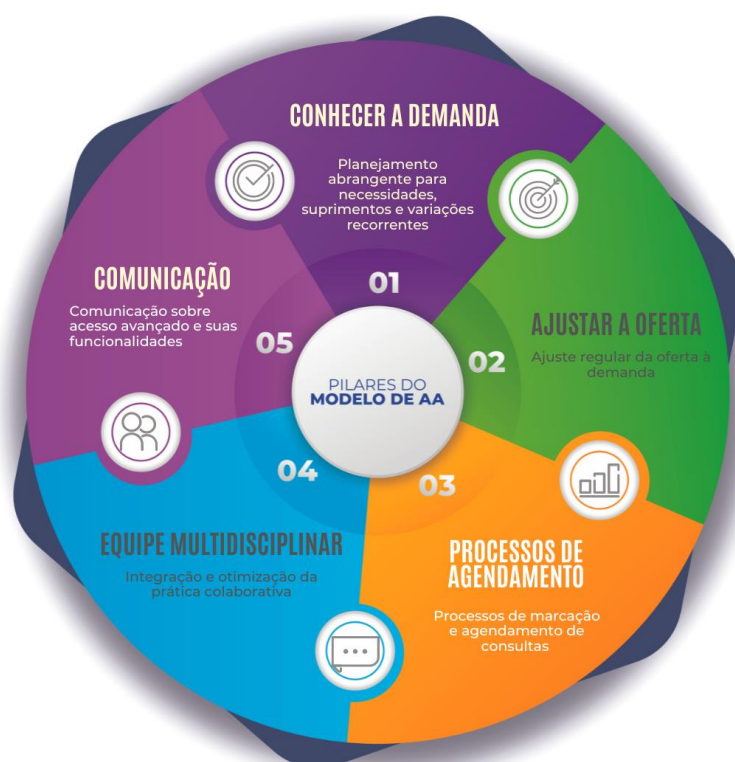 CONHECER A DEMANDA
Planejamento
abrangente para
necessidades,
suprimentos e variações
recorrentes
01
AJUSTAR A OFERTA
Ajuste regular da oferta à
demanda
02
PROCESSOS DE
AGENDAMENTO
Processos de marcação
e agendamento de
consultas
03
EQUIPE MULTIDISCIPLINAR
Integração e otimização da
prática colaborativa
04
COMUNICAÇÃO
Comunicação sobre
acesso avançado e suas
funcionalidades
05
PILARES DO
MODELO DE AA